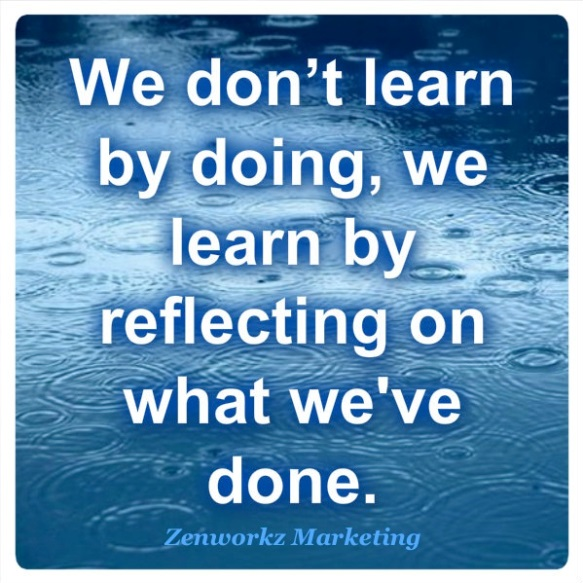 We don’t learn
by doing, we
learn by
reflecting on
what we've
done.
Zenworkz Marketing